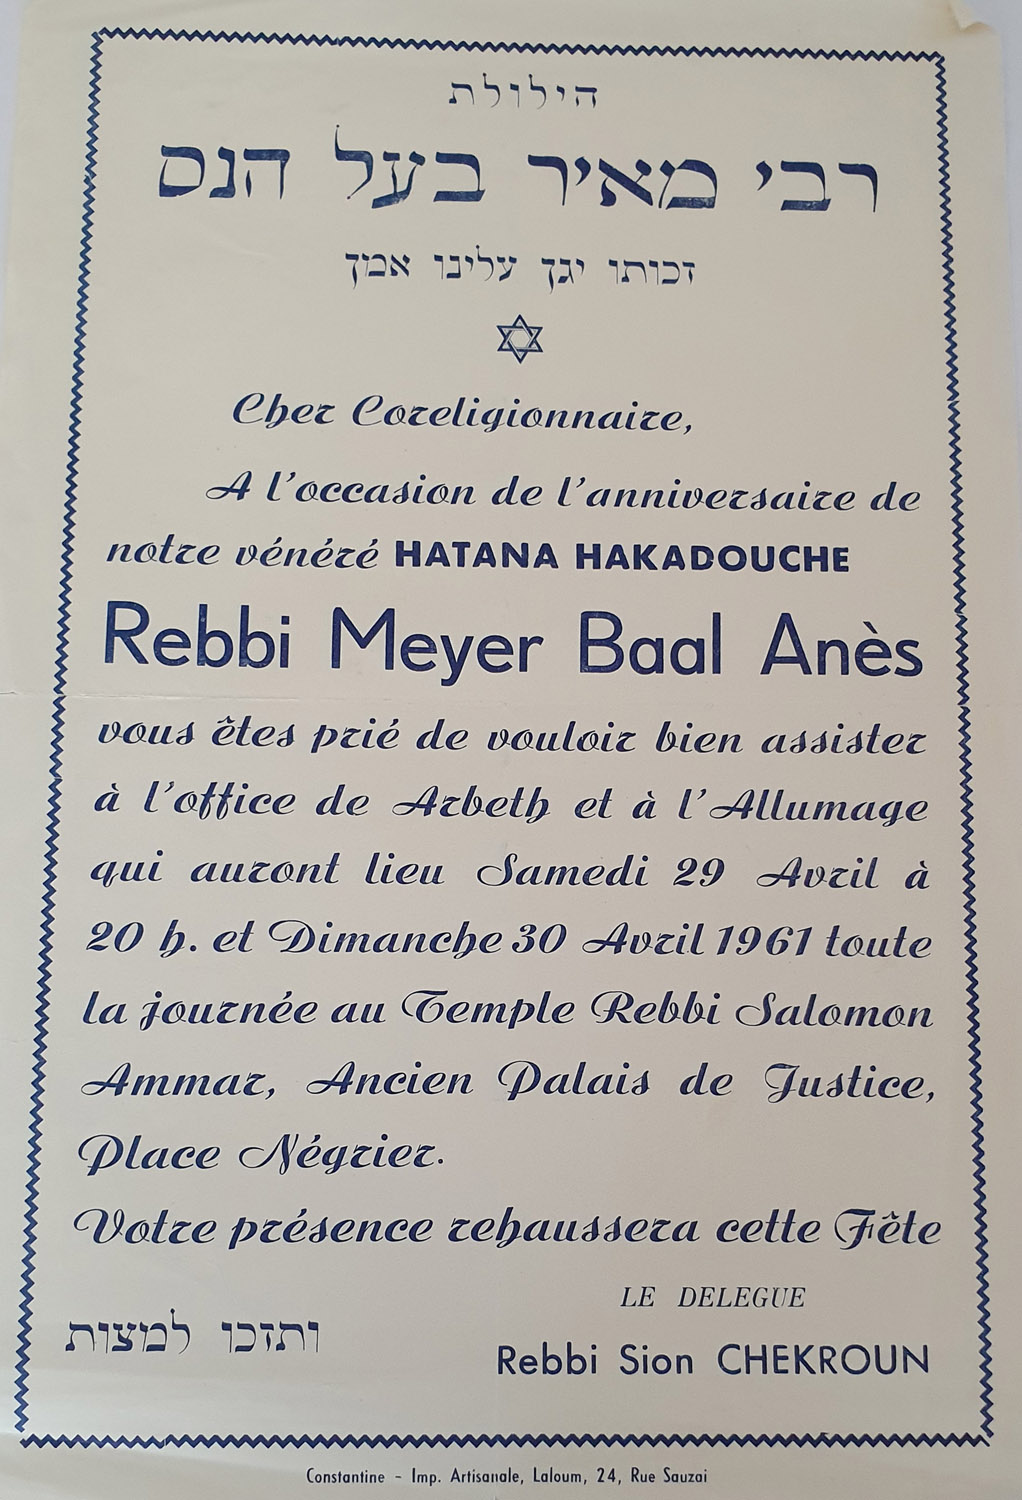 הילולת
רבי מאיר בעל הנס
זכותו יגן עלינו אמן
Cher Coreligionnaire,
A l'occasion de l'anniversaire de
notre vénéré HATANA HAKADOUCHE
Rebbi Meyer Baal Anès
vous êtes prié de vouloir bien assister
à l'office de Arbeth et à l'Allumage
qui auront lieu Samedi 29 Avril à
20 h. et Dimanche 30 Avril 1961 toute
la journée au Temple Rebbi Salomon
Ammar, Ancien Palais de Justice,
Place Négrier.
Votre présence rehaussera cette Fête
LE DELEGUE
ותזכו למצות
Rebbi Sion CHEKROUN
Constantine - Imp. Artisanale, Laloum, 24, Rue Sauzai